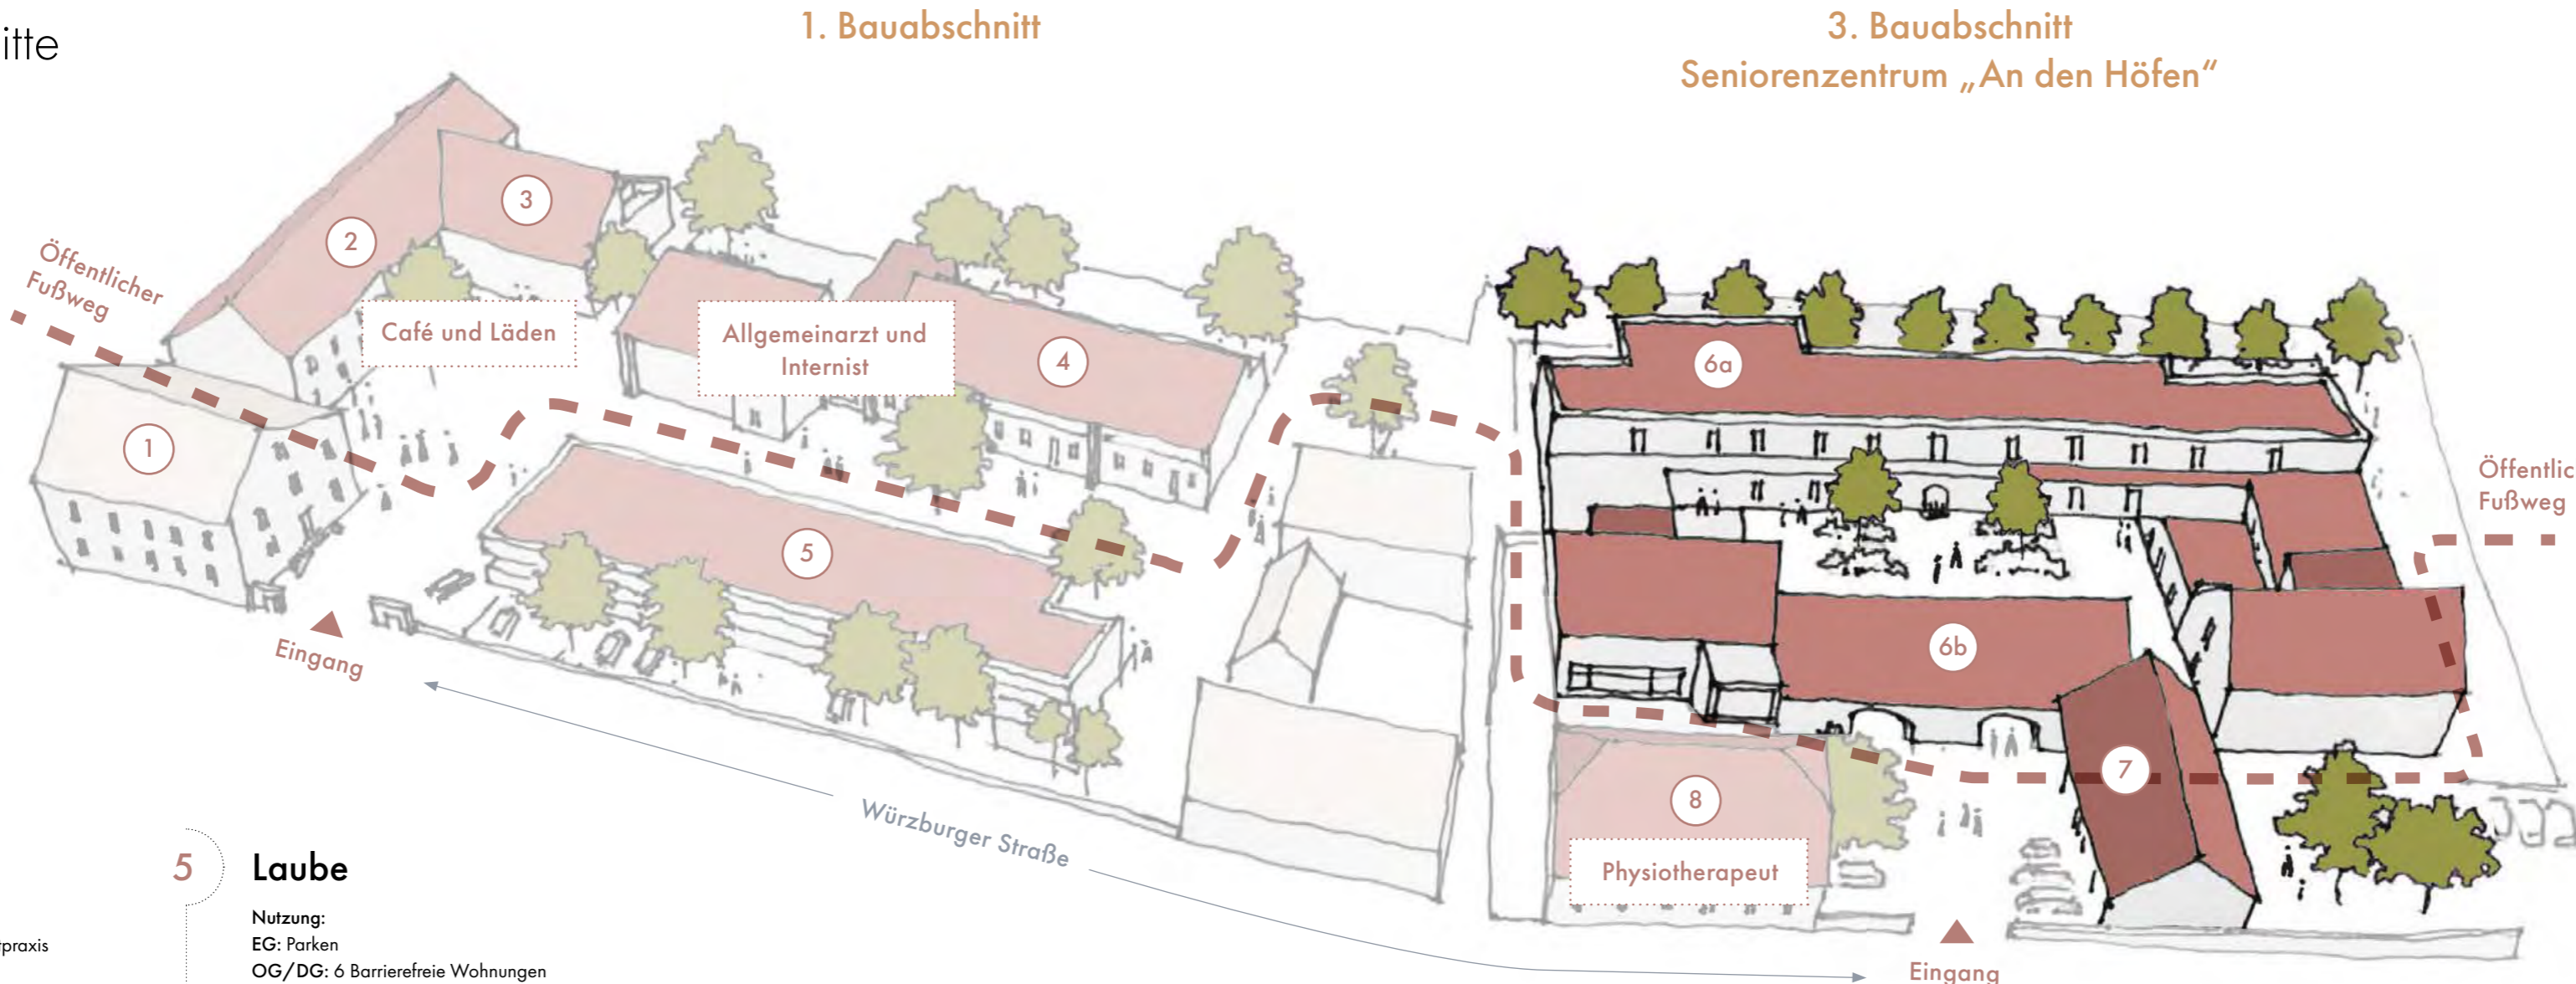 itte
1. Bauabschnitt
3. Bauabschnitt
Seniorenzentrum „An den Höfen“
Öffentlicher
Fußweg
1
2
3
Café und Läden
Allgemeinarzt und
Internist
4
5
Eingang
Würzburger Straße
6a
6b
7
8
Physiotherapeut
Eingang
Öffentlic
Fußweg
5
Laube
Nutzung:
EG: Parken
OG/DG: 6 Barrierefreie Wohnungen
tpraxis